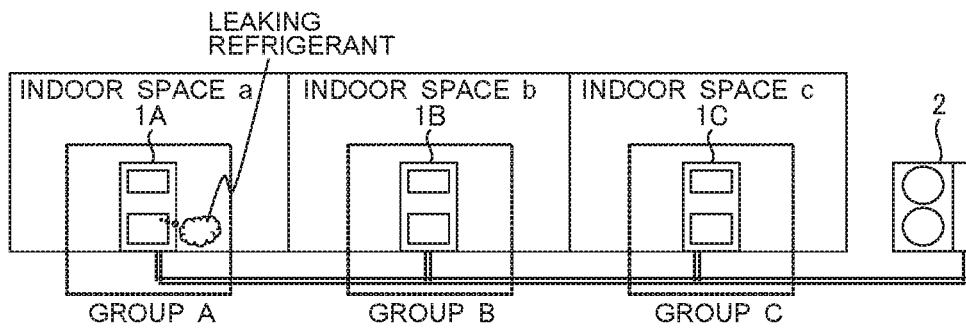 LEAKING
REFRIGERANT
INDOOR SPACE a
INDOOR SPACE b
INDOOR SPACE c
1A
1B
1C
2
GROUP A
GROUP B
GROUP C